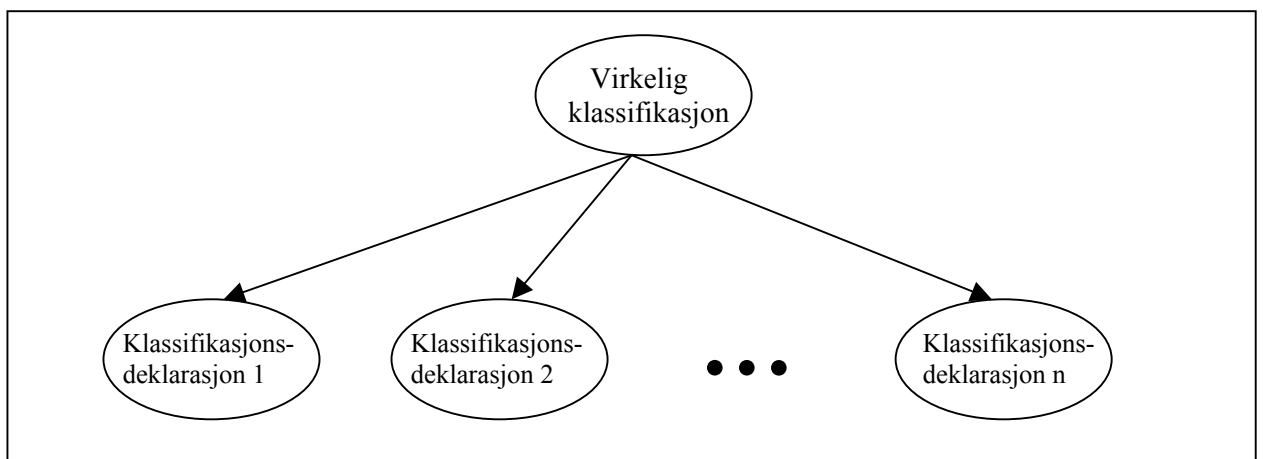 Virkelig
klassifikasjon
Klassifikasjons-
deklarasjon 1
Klassifikasjons-
deklarasjon 2
Klassifikasjons-
deklarasjon n